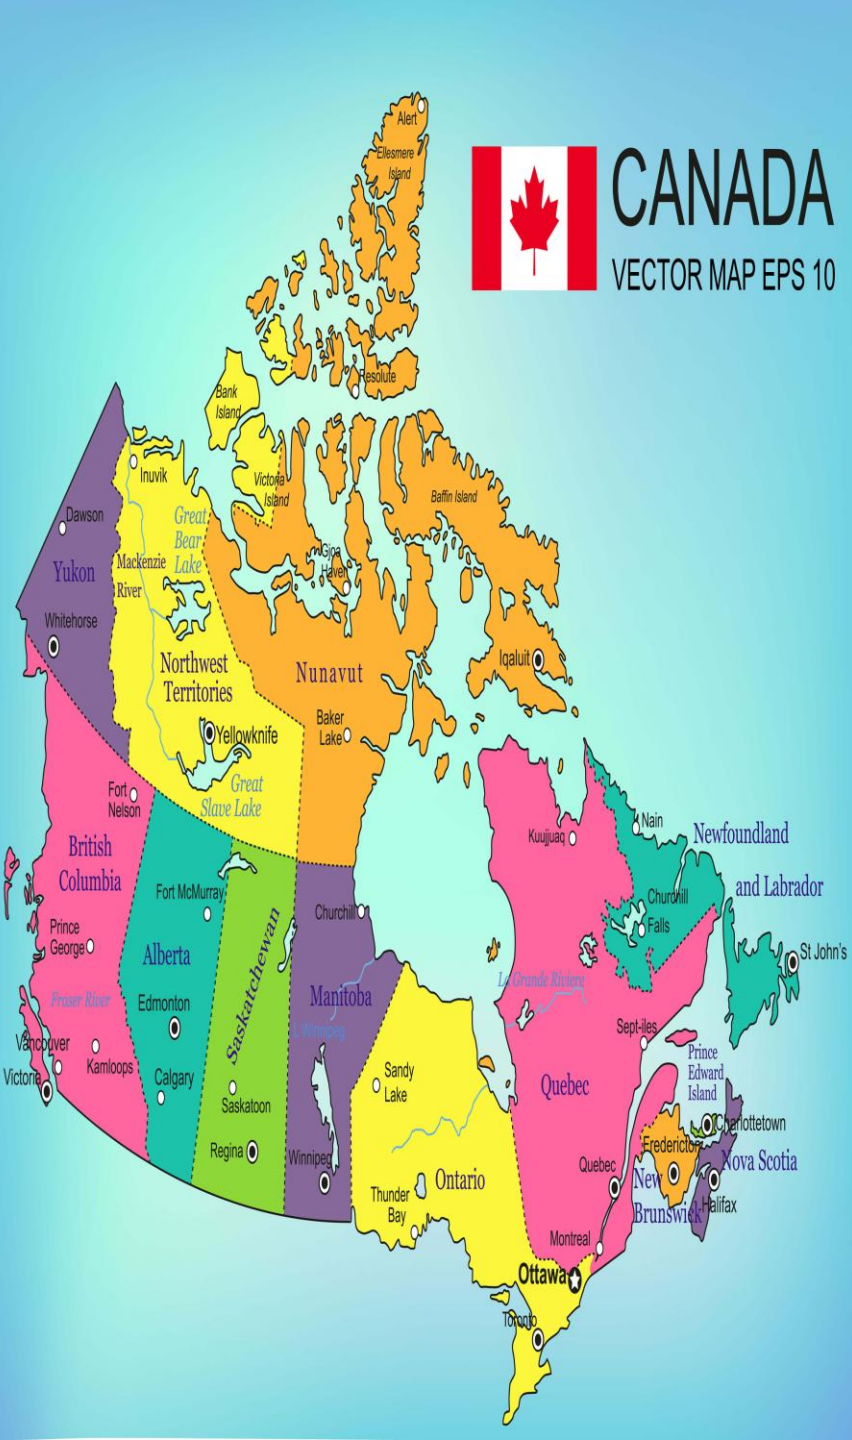 CANADA
VECTOR MAP EPS 10
Alert
Ellesmere
Island
Resolute
Bank
Island
Victoria
Island
Baffin Island
Inuvik
Dawson
Great
Bear
Lake
Mackenzie
River
Yukon
Gjoa
Haven
Whitehorse
Northwest
Territories
Nunavut
Iqaluit
Baker
Lake
Yellowknife
Great
Slave Lake
Fort
Nelson
British
Columbia
Kuujjuaq
Nain
Newfoundland
and Labrador
Fort McMurray
Churchill
Churchill
Falls
Prince
George
Alberta
Saskatchewan
St John's
Manitoba
La Grande Riviere
Fraser River
Edmonton
L. Winnipeg
Sept-iles
Vancouver
Kamloops
Victoria
Calgary
Saskatoon
Sandy
Lake
Quebec
Prince
Edward
Island
Charlottetown
Fredericton
Regina
Winnipeg
Ontario
Quebec
New
Brunswick
Nova Scotia
Halifax
Thunder
Bay
Montreal
Ottawa
Toronto